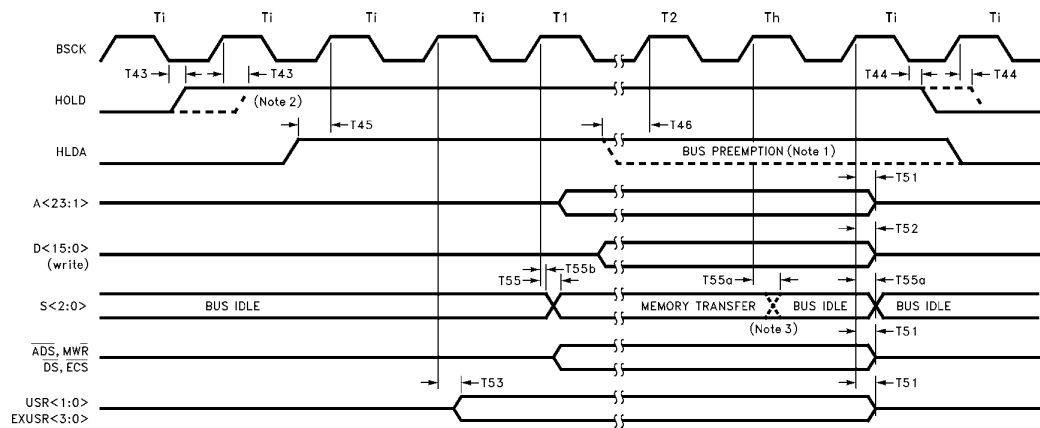 Ti Ti Ti Ti T1 T2 Th Ti Ti
BSCK
T43 T43 T44 T44
HOLD (Note 2)
T45 T46
HLDA BUS PREEMPTION (Note 1)
T51
A<23:1>
T52
D<15:0>
(write)
T55b
T55 T55a T55a
S<2:0> BUS IDLE MEMORY TRANSFER BUS IDLE BUS IDLE
(Note 3)
T51
ADS, MWR
DS, ECS
T53 T51
USR<1:0>
EXUSR<3:0>